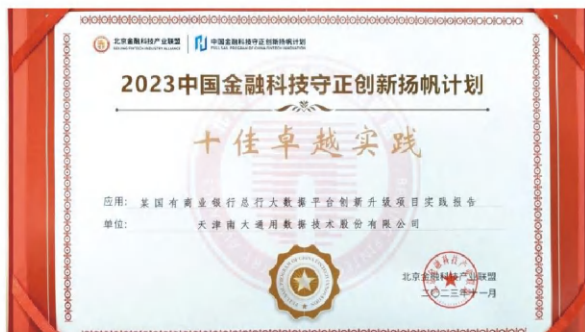 北京金融科技产业联盟
BEIJING FINTECH INDUSTRY ALLIANCE
中国金融科技守正创新扬帆计划
2023中国金融科技守正创新扬帆计划
十佳卓越实践
应用: 某国有商业银行总行大数据平台创新升级项目实践报告
单位: 天津南大通用数据技术股份有限公司
北京金融科技产业联盟
二〇二三年十一月